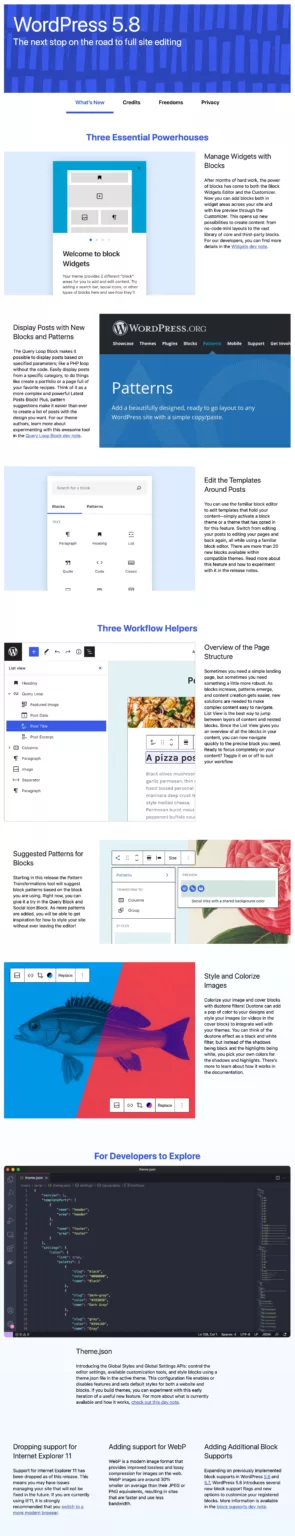 WordPress 5.8
The next stop on the road to full site editing
What's New
Credits
Freedoms
Privacy
Three Essential Powerhouses
Manage Widgets with
Blocks
After months of hard work, the power
of blocks has come to both the Block
Widgets Editor and the Customizer.
Now you can add blocks both in
widget areas across your site and
with live preview through the
Customizer. This opens up new
possibilities to create content: from
no-code mini layouts to the vast
library of core and third-party blocks.
For our developers, you can find more
details in the Widgets dev note.
Welcome to block
Widgets
Your theme provides different "block"
areas for you to add and edit content. Try
adding a search bar, social icons, or other
types of blocks here and see how they'll
Display Posts with New
Blocks and Patterns
The Query Loop Block makes it
possible to display posts based on
specified parameters; like a PHP loop
without the code. Easily display posts
from a specific category, to do things
like create a portfolio or a page full of
your favorite recipes. Think of it as a
more complex and powerful Latest
Posts Block! Plus, pattern
suggestions make it easier than ever
to create a list of posts with the
design you want. For our theme
authors, learn more about
experimenting with this awesome tool
in the Query Loop Block dev note.
WORDPRESS.ORG
Showcase Themes Plugins Blocks Patterns Mobile Support Get Invol
Patterns
Add a beautifully designed, ready to go layout to any
WordPress site with a simple copy/paste.
Search for a block
Blocks
Patterns
TEXT
Paragraph
Heading
List
Quote
Code
Classic
Edit the Templates
Around Posts
You can use the familiar block editor
to edit templates that hold your
content—simply activate a block
theme or a theme that has opted in
for this feature. Switch from editing
your posts to editing your pages and
back again, all while using a familiar
block editor. There are more than 20
new blocks available within
compatible themes. Read more about
this feature and how to experiment
with it in the release notes.
Three Workflow Helpers
List view
Heading
Query Loop
Featured Image
Post Date
Post Title
Post Excerpt
Columns
Paragraph
Image
Separator
Paragraph
A pizza pos
Black olives mushroom
garlic parmesan, thin
hand tossed personal
marinara deep crust
style melted cheese.
Parmesan burnt mout
peppernoil buffalo sauc
Overview of the Page
Structure
Sometimes you need a simple landing
page, but sometimes you need
something a little more robust. As
blocks increase, patterns emerge,
and content creation gets easier, new
solutions are needed to make
complex content easy to navigate.
List View is the best way to jump
between layers of content and nested
blocks. Since the List View gives you
an overview of all the blocks in your
content, you can now navigate
quickly to the precise block you need.
Ready to focus completely on your
content? Toggle it on or off to suit
your workflow.
Suggested Patterns for
Blocks
Starting in this release the Pattern
Transformations tool will suggest
block patterns based on the block
you are using. Right now, you can
give it a try in the Query Block and
Social Icon Block. As more patterns
are added, you will be able to get
inspiration for how to style your site
without ever leaving the editor!
Size
Patterns
TRANSFORM TO
Columns
Group
STYLES
PREVIEW
Social links with a shared background color
Replace
Replace
Style and Colorize
Images
Colorize your image and cover blocks
with duotone filters! Duotone can add
a pop of color to your designs and
style your images (or videos in the
cover block) to integrate well with your
themes. You can think of the
duotone effect as a black and white
filter, but instead of the shadows
being black and the highlights being
white, you pick your own colors for
the shadows and highlights. There's
more to learn about how it works in
the documentation.
For Developers to Explore
theme.json
Theme.json
Introducing the Global Styles and Global Settings APIs: control the editor
settings, available customization tools, and style blocks using a
theme.json file in the active theme. This configuration file enables or
disables features and sets default styles for both a website and
blocks. If you build themes, you can experiment with this early
iteration of a useful new feature. For more about what is currently
available and how it works, check out this dev note.
Dropping support for
Internet Explorer 11
Support for Internet Explorer 11 has
been dropped as of this release. This
means you may have issues
managing your site that will not be
fixed in the future. If you are currently
using IE11, it is strongly
recommended that you switch to
a more modern browser.
Adding support for WebP
WebP is a modern image format that
provides improved lossless and lossy
compression for images on the web.
WebP images are around 30%
smaller on average than their JPEG or
PNG equivalents, resulting in sites
that are faster and use less
bandwidth.
Adding Additional Block
Supports
Expanding on previously implemented
block supports in WordPress 5.6
and 5.7, WordPress 5.8 introduces several
new block support flags and new
options to customize your registered
blocks. More information is available
in the block supports dev note.